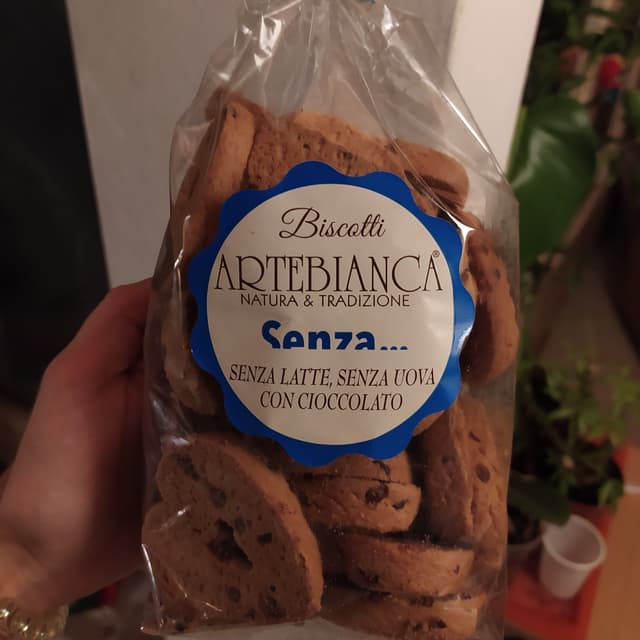 Biscotti
ARTEBIANCA®
NATURA & TRADIZIONE
Senza...
SENZA LATTE, SENZA UOVA
CON CIOCCOLATO